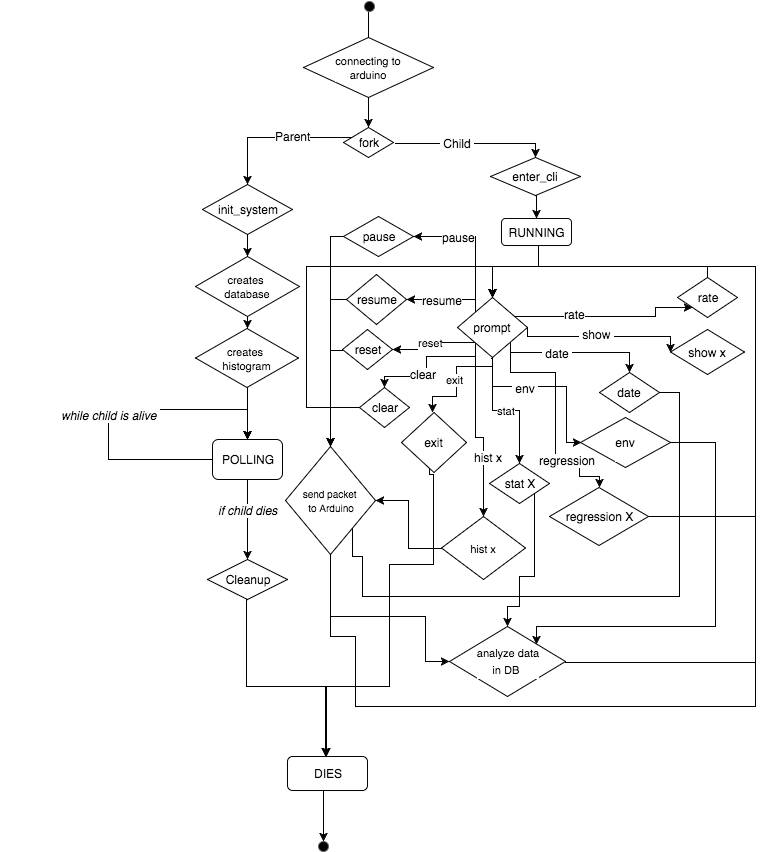 connecting to
arduino
Parent
fork
Child
enter_cli
init_system
pause
pause
RUNNING
creates
database
resume
resume
rate
prompt
rate
show
creates
histogram
reset
reset
date
show x
clear
exit
env
date
while child is alive
clear
stat
exit
env
POLLING
hist x
regression
stat X
send packet
to Arduino
if child dies
regression X
hist x
Cleanup
analyze data
in DB
DIES